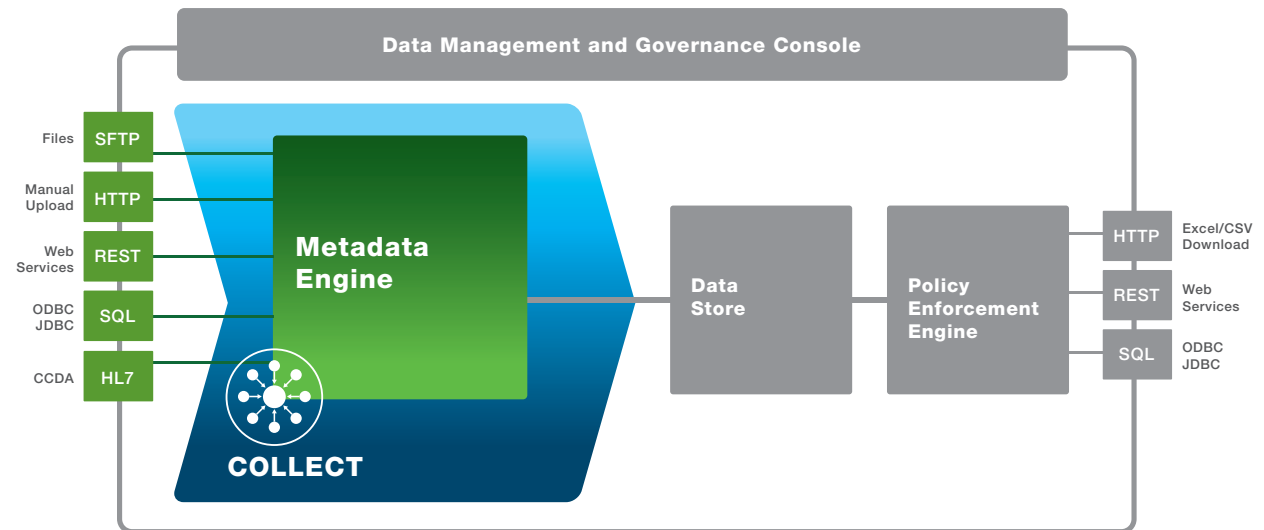 Data Management and Governance Console
Files
SFTP
Manual
Upload
HTTP
Web
Services
REST
ODBC
JDBC
SQL
CCDA
HL7
Metadata
Engine
COLLECT
Data
Store
Policy
Enforcement
Engine
HTTP
Excel/CSV
Download
REST
Web
Services
SQL
ODBC
JDBC